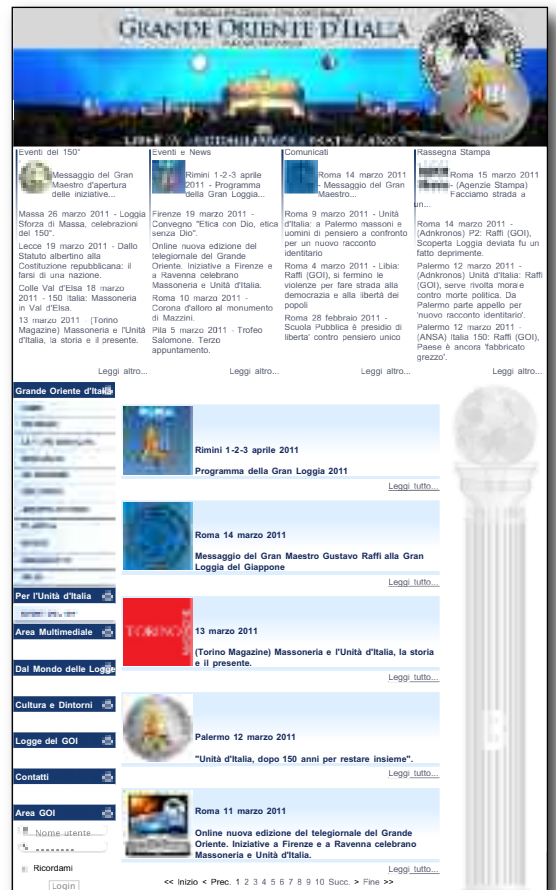 GRANDE ORIENTE D'ITALIA
Eventi del 150°
Messaggio del Gran
Maestro d'apertura
delle iniziative...
Massa 26 marzo 2011 - Loggia
Sforza di Massa, celebrazioni
del 150°.
Lecce 19 marzo 2011 - Dallo
Statuto albertino alla
Costituzione repubblicana: il
farsi di una nazione.
Colle Val d'Elsa 18 marzo
2011 - 150 Italia: Massoneria
in Val d'Elsa.
13 marzo 2011 - (Torino
Magazine) Massoneria e l'Unità
d'Italia, la storia e il presente.
Leggi altro...
Eventi e News
Rimini 1-2-3 aprile
2011 - Programma
della Gran Loggia...
Firenze 19 marzo 2011 -
Convegno "Etica con Dio, etica
senza Dio".
Online nuova edizione del
telegiornale del Grande
Oriente. Iniziative a Firenze e
a Ravenna celebrano
Massoneria e Unità d'Italia.
Roma 10 marzo 2011 -
Corona d'alloro al monumento
di Mazzini.
Pila 5 marzo 2011 - Trofeo
Salomone. Terzo
appuntamento.
Leggi altro...
Comunicati
Roma 14 marzo 2011
- Messaggio del Gran
Maestro...
Roma 9 marzo 2011 - Unità
d'Italia: a Palermo massoni e
uomini di pensiero a confronto
per un nuovo racconto
identitario
Roma 4 marzo 2011 - Libia:
Raffi (GOI), si fermino le
violenze per fare strada alla
democrazia e alla libertà dei
popoli
Roma 28 febbraio 2011 -
Scuola Pubblica è presidio di
liberta' contro pensiero unico
Leggi altro...
Rassegna Stampa
Roma 15 marzo 2011
- (Agenzie Stampa)
Facciamo strada a
un...
Roma 14 marzo 2011 -
(Adnkronos) P2: Raffi (GOI),
Scoperta Loggia deviata fu un
fatto deprimente.
Palermo 12 marzo 2011 -
(Adnkronos) Unità d'Italia: Raffi
(GOI), serve rivolta morale
contro morte politica. Da
Palermo parte appello per
'nuovo racconto identitario'.
Palermo 12 marzo 2011 -
(ANSA) Italia 150: Raffi (GOI),
Paese è ancora 'fabbricato
grezzo'.
Leggi altro...
Grande Oriente d'Italia
Per l'Unità d'Italia
Area Multimediale
Dal Mondo delle Logge
Cultura e Dintorni
Logge del GOI
Contatti
Area GOI
Nome utente
Ricordami
Login
ROMA
Rimini 1-2-3 aprile 2011
Programma della Gran Loggia 2011
Leggi tutto...
Roma 14 marzo 2011
Messaggio del Gran Maestro Gustavo Raffi alla Gran
Loggia del Giappone
Leggi tutto...
TORINO
13 marzo 2011
(Torino Magazine) Massoneria e l'Unità d'Italia, la storia
e il presente.
Leggi tutto...
Palermo 12 marzo 2011
"Unità d'Italia, dopo 150 anni per restare insieme".
Leggi tutto...
Roma 11 marzo 2011
Online nuova edizione del telegiornale del Grande
Oriente. Iniziative a Firenze e a Ravenna celebrano
Massoneria e Unità d'Italia.
Leggi tutto...
<< Inizio < Prec. 1 2 3 4 5 6 7 8 9 10 Succ. > Fine >>
B